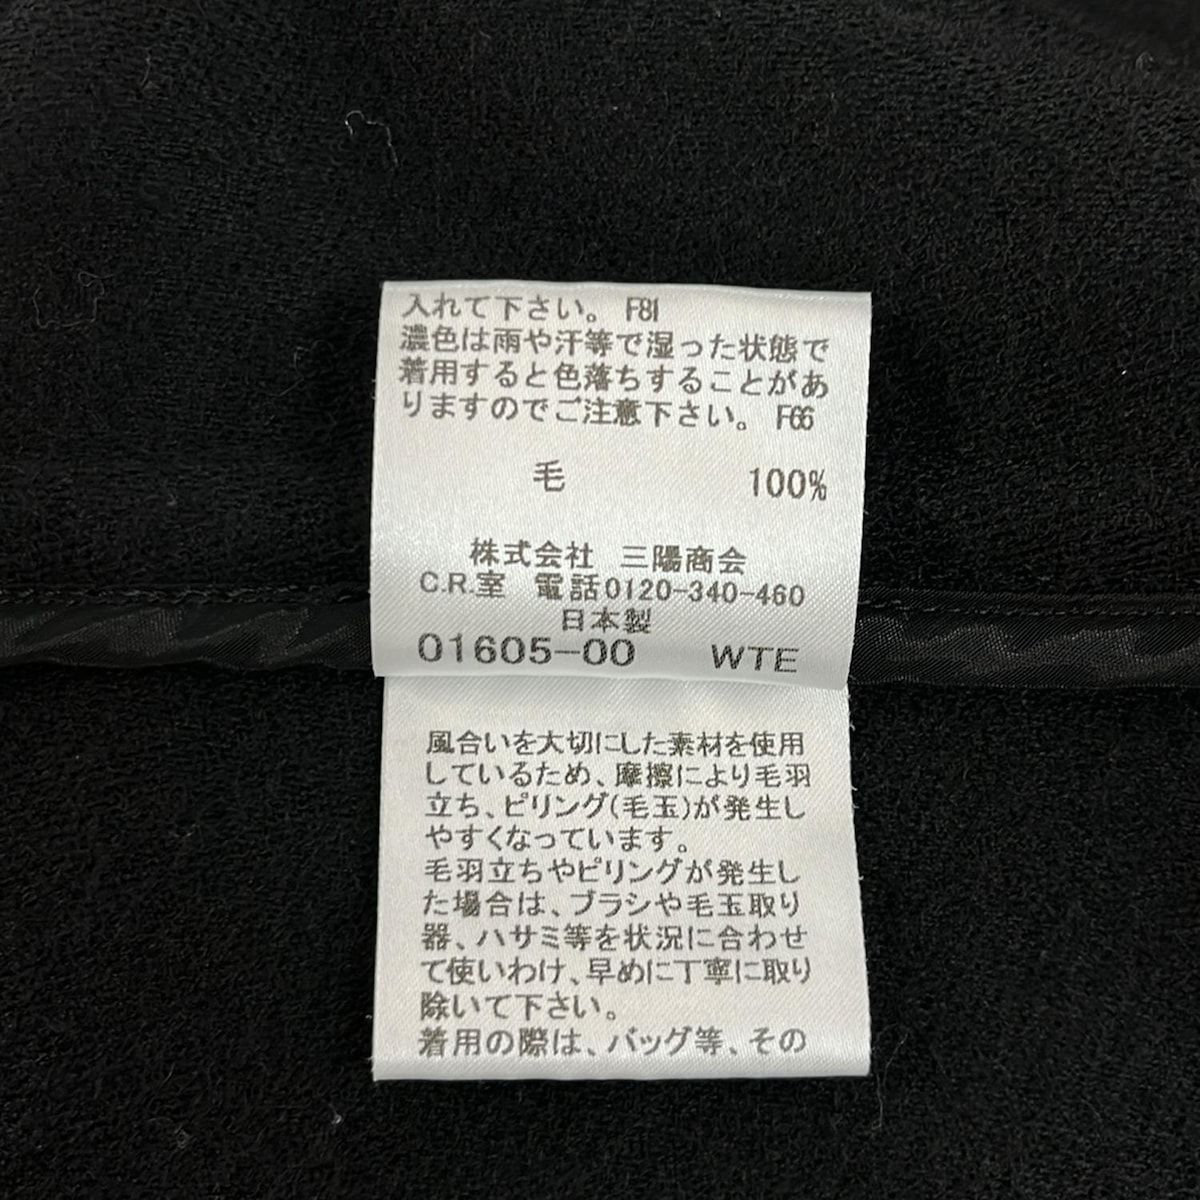 入れて下さい。 F81
濃色は雨や汗等で湿った状態で
着用すると色落ちすることがあ
りますのでご注意下さい。 F66
毛 100%
株式会社 三陽商会
C.R.室 電話0120-340-460
日本製
01605-00 WTE
風合いを大切にした素材を使用
しているため、摩擦により毛羽
立ち、ピリング(毛玉)が発生し
やすくなっています。
毛羽立ちやピリングが発生し
た場合は、ブラシや毛玉取り
器、ハサミ等を状況に合わせ
て使いわけ、早めに丁寧に取り
除いて下さい。
着用の際は、バッグ等、その